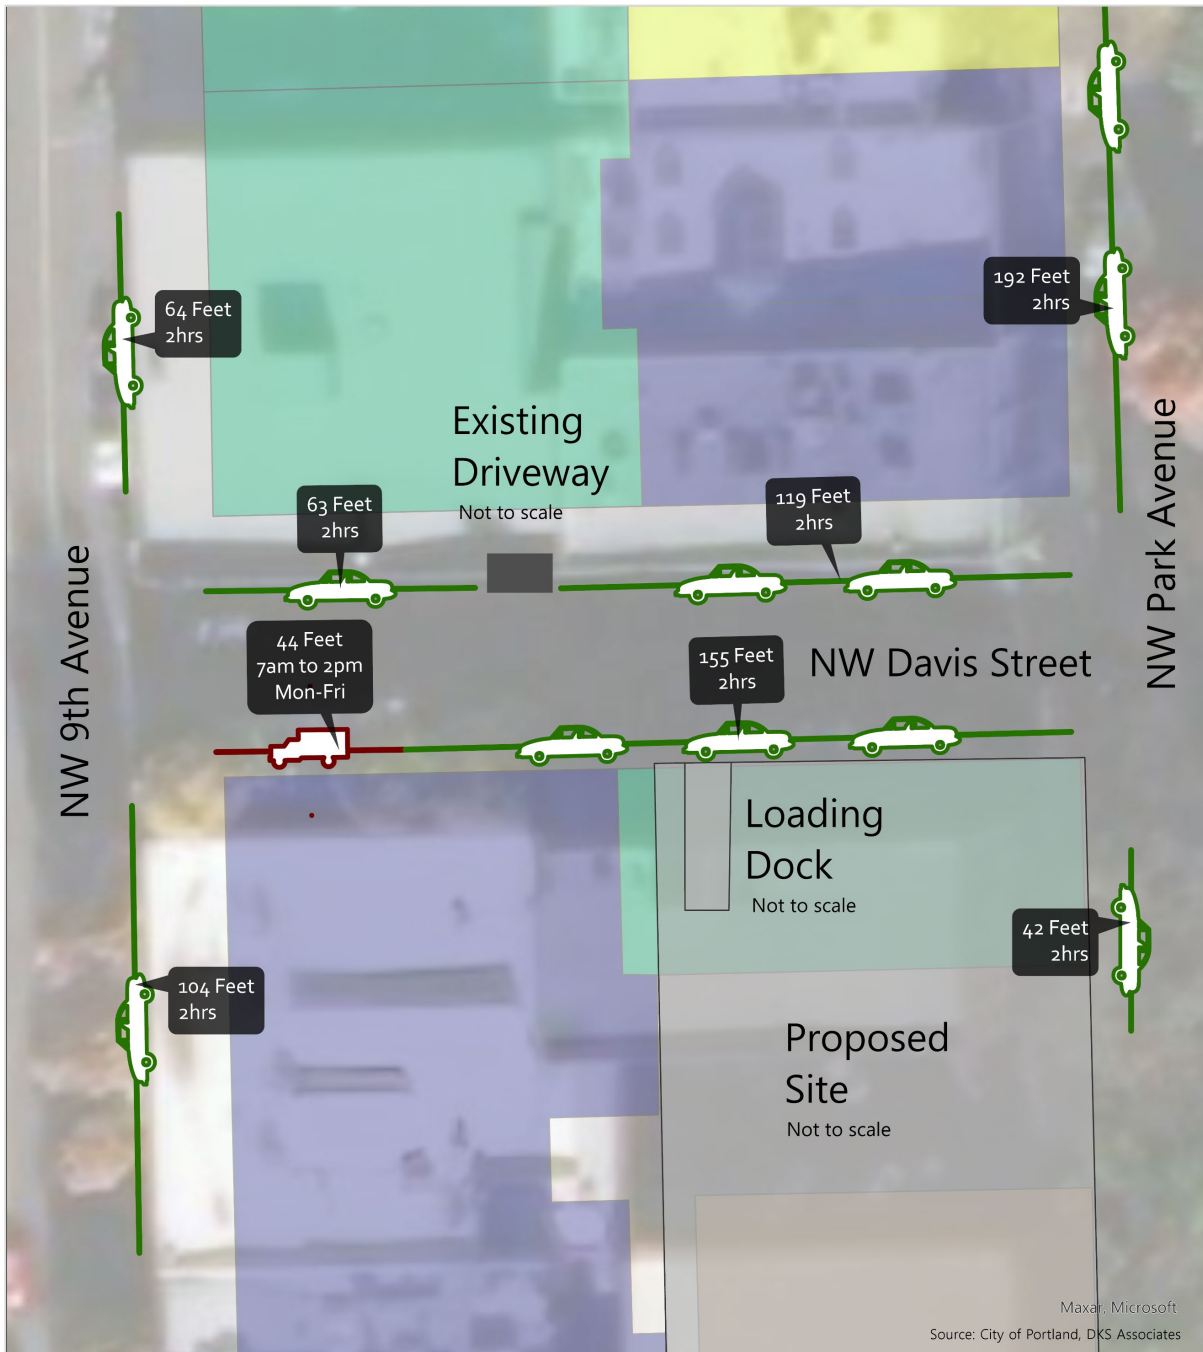 64 Feet
2hrs
192 Feet
2hrs
Existing
Driveway
Not to scale
63 Feet
2hrs
119 Feet
2hrs
NW 9th Avenue
NW Park Avenue
44 Feet
7am to 2pm
Mon-Fri
155 Feet
2hrs
NW Davis Street
Loading
Dock
Not to scale
42 Feet
2hrs
104 Feet
2hrs
Proposed
Site
Not to scale
Maxar, Microsoft
Source: City of Portland, DKS Associates